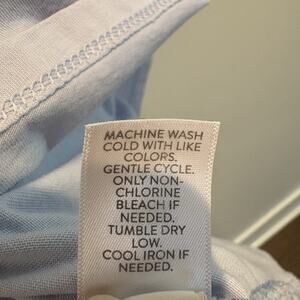 MACHINE WASH
COLD WITH LIKE
COLORS.
GENTLE CYCLE.
ONLY NON-
CHLORINE
BLEACH IF
NEEDED.
TUMBLE DRY
LOW.
COOL IRON IF
NEEDED.